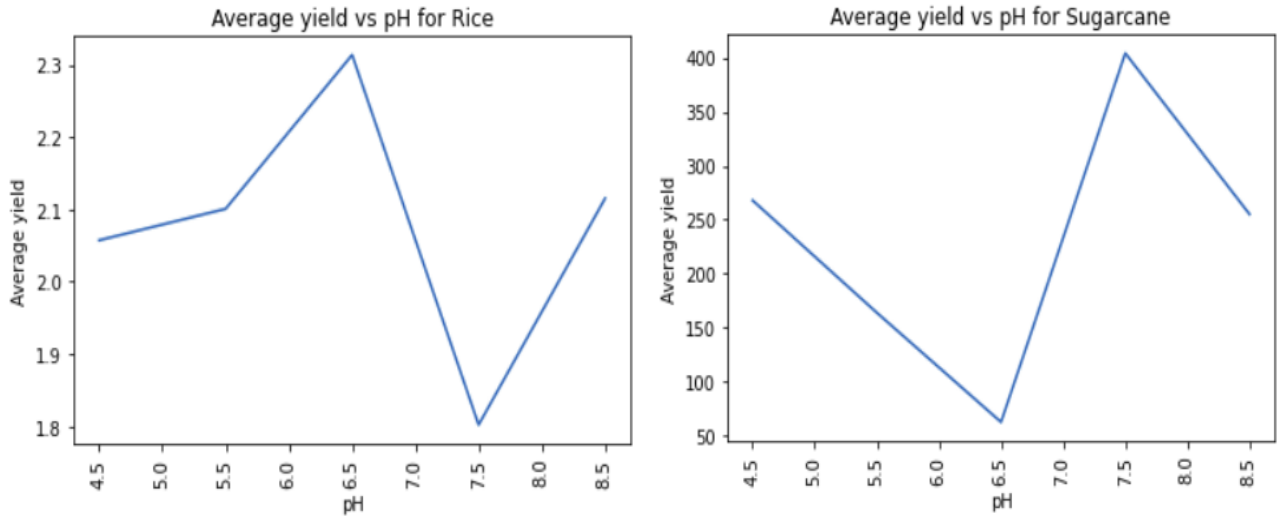 Average yield vs pH for Rice
Average yield
2.3
2.2
2.1
2.0
1.9
1.8
4.5 5.0 5.5 6.0 6.5 7.0 7.5 8.0 8.5
pH
Average yield vs pH for Sugarcane
Average yield
400
350
300
250
200
150
100
50
4.5 5.0 5.5 6.0 6.5 7.0 7.5 8.0 8.5
pH